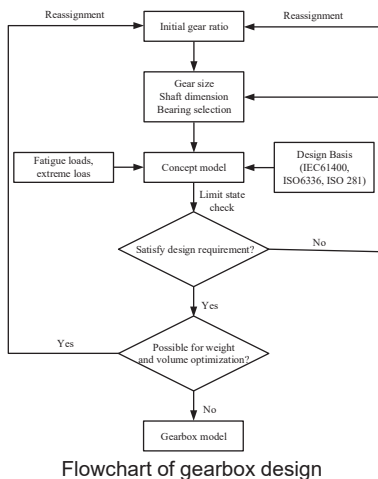 Reassignment
Initial gear ratio
Reassignment
Gear size
Shaft dimension
Bearing selection
Fatigue loads,
extreme loas
Concept model
Design Basis
(IEC61400,
ISO6336, ISO 281)
Limit state
check
Satisfy design requirement?
No
Yes
Yes
Possible for weight
and volume optimization?
No
Gearbox model
Flowchart of gearbox design